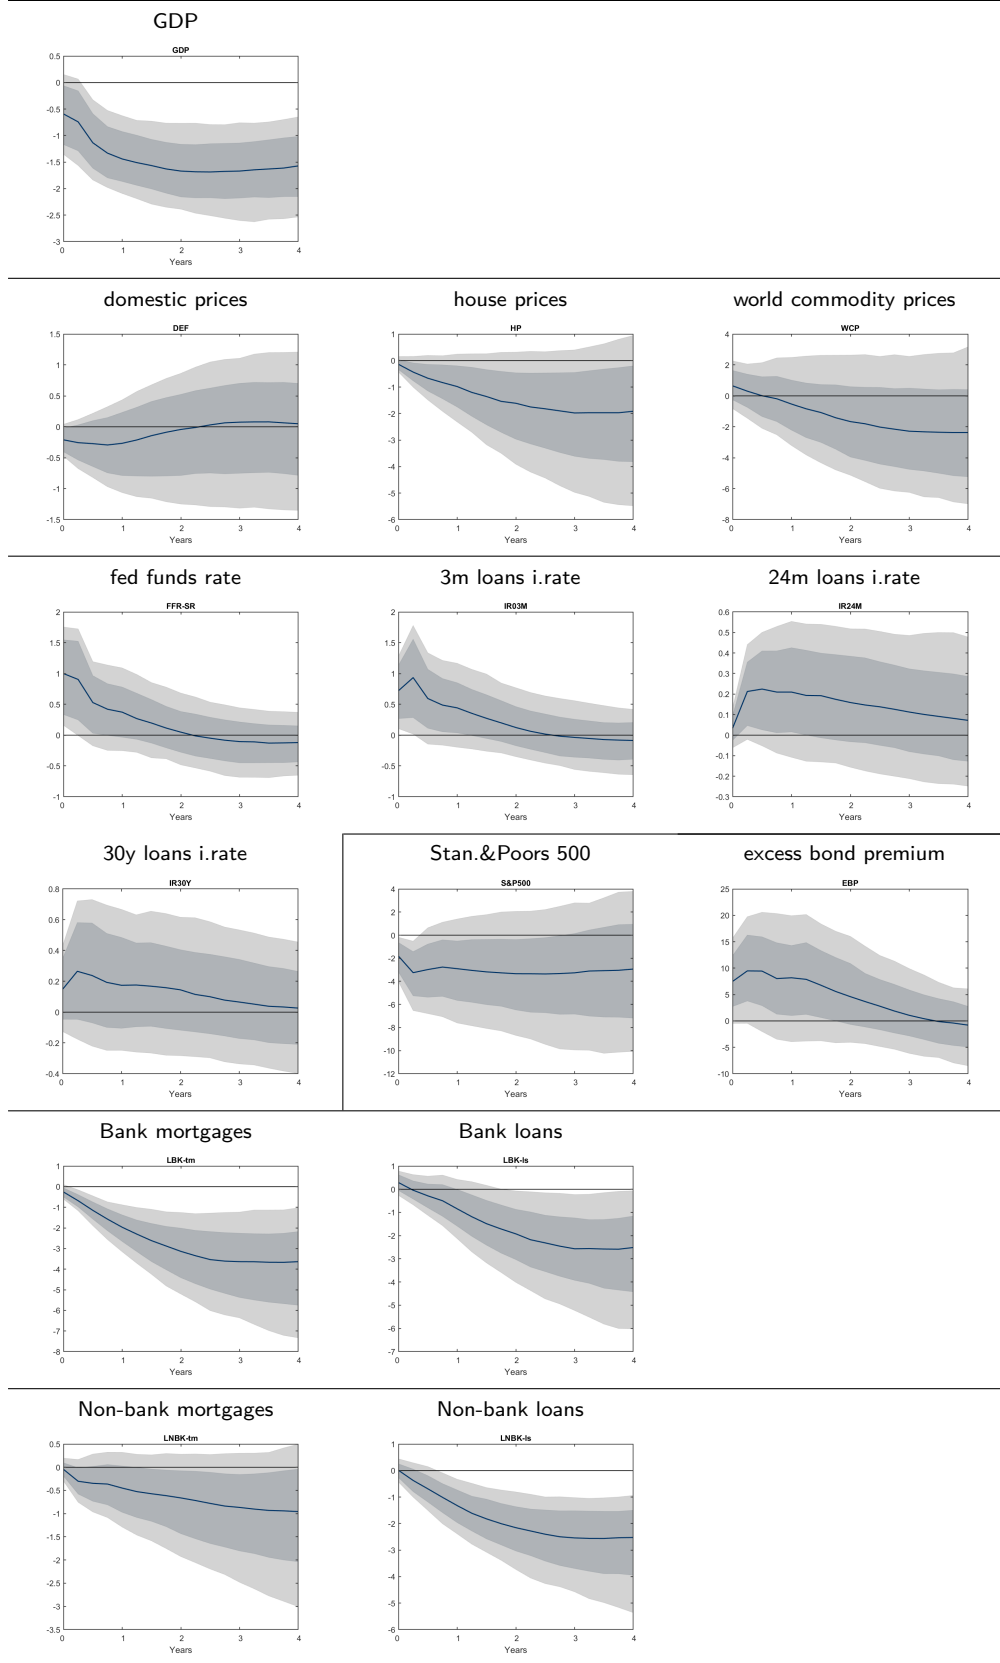 GDP
GDP
0.5
0
-0.5
-1
-1.5
-2
-2.5
-3
0 1 2 3 4
Years
domestic prices house prices world commodity prices
DEF
1.5
1
0.5
0
-0.5
-1
-1.5
0 1 2 3 4
Years
HP
1
0
-1
-2
-3
-4
-5
-6
0 1 2 3 4
Years
WCP
4
2
0
-2
-4
-6
-8
0 1 2 3 4
Years
fed funds rate 3m loans i.rate 24m loans i.rate
FFR-SR
2
1.5
1
0.5
0
-0.5
-1
0 1 2 3 4
Years
IR03M
2
1.5
1
0.5
0
-0.5
-1
0 1 2 3 4
Years
IR24M
0.6
0.5
0.4
0.3
0.2
0.1
0
-0.1
-0.2
-0.3
0 1 2 3 4
Years
30y loans i.rate Stan.&Poors 500 excess bond premium
IR30Y
0.8
0.6
0.4
0.2
0
-0.2
-0.4
0 1 2 3 4
Years
S&P500
4
2
0
-2
-4
-6
-8
-10
-12
0 1 2 3 4
Years
EBP
25
20
15
10
5
0
-5
-10
0 1 2 3 4
Years
Bank mortgages Bank loans
LBK-tm
1
0
-1
-2
-3
-4
-5
-6
-7
-8
0 1 2 3 4
Years
LBK-ls
1
0
-1
-2
-3
-4
-5
-6
-7
0 1 2 3 4
Years
Non-bank mortgages Non-bank loans
LNBK-tm
0.5
0
-0.5
-1
-1.5
-2
-2.5
-3
-3.5
0 1 2 3 4
Years
LNBK-ls
1
0
-1
-2
-3
-4
-5
-6
0 1 2 3 4
Years